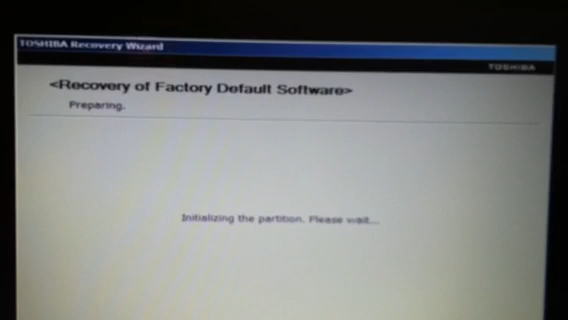 TOSHIBA Recovery Wizard
TOSHIBA
<Recovery of Factory Default Software>
Preparing.
Initializing the partition. Please wait...